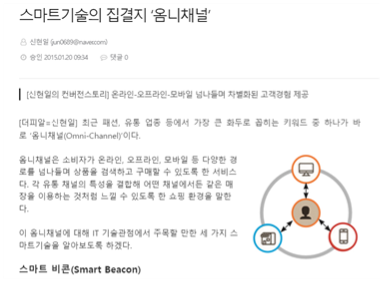 스마트기술의 집결지 ‘옴니채널’
신현일 (jun0689@naver.com)
승인 2015.01.20 09:34 댓글 0
[신현일의 컨버전스토리] 온라인-오프라인-모바일 넘나들며 차별화된 고객경험 제공
[더피알=신현일] 최근 패션, 유통 업종 등에서 가장 큰 화두로 꼽히는 키워드 중 하나가 바
로 ‘옴니채널(Omni-Channel)’이다.
옴니채널은 소비자가 온라인, 오프라인, 모바일 등 다양한 경
로를 넘나들며 상품을 검색하고 구매할 수 있도록 한 서비스
다. 각 유통 채널의 특성을 결합해 어떤 채널에서든 같은 매
장을 이용하는 것처럼 느낄 수 있도록 한 쇼핑 환경을 말한
다.
이 옴니채널에 대해 IT 기술관점에서 주목할 만한 세 가지 스
마트기술을 알아보도록 하겠다.
스마트 비콘(Smart Beacon)